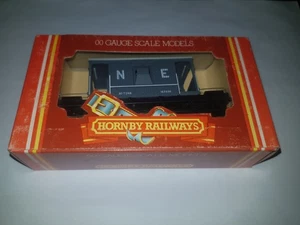 00 GAUGE SCALE MODELS
N E
HORNBY RAILWAYS